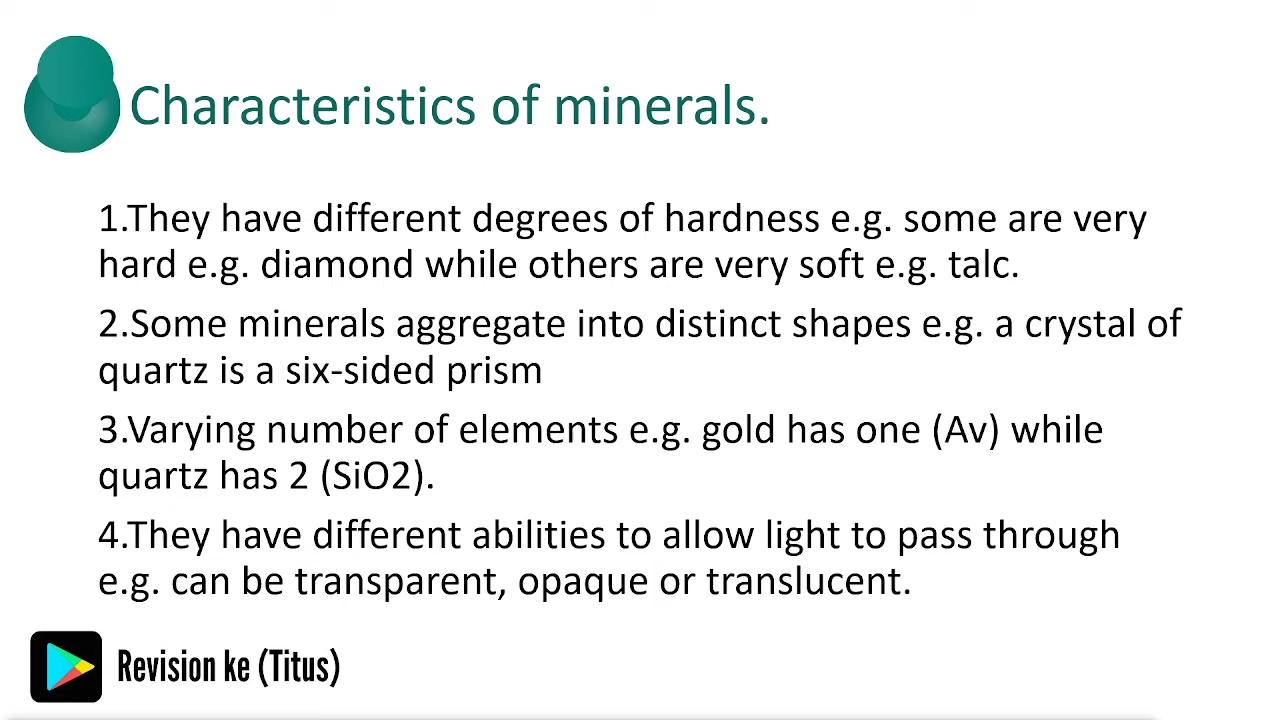 Characteristics of minerals.
1.They have different degrees of hardness e.g. some are very
hard e.g. diamond while others are very soft e.g. talc.
2.Some minerals aggregate into distinct shapes e.g. a crystal of
quartz is a six-sided prism
3.Varying number of elements e.g. gold has one (Av) while
quartz has 2 (SiO2).
4.They have different abilities to allow light to pass through
e.g. can be transparent, opaque or translucent.
Revision ke (Titus)